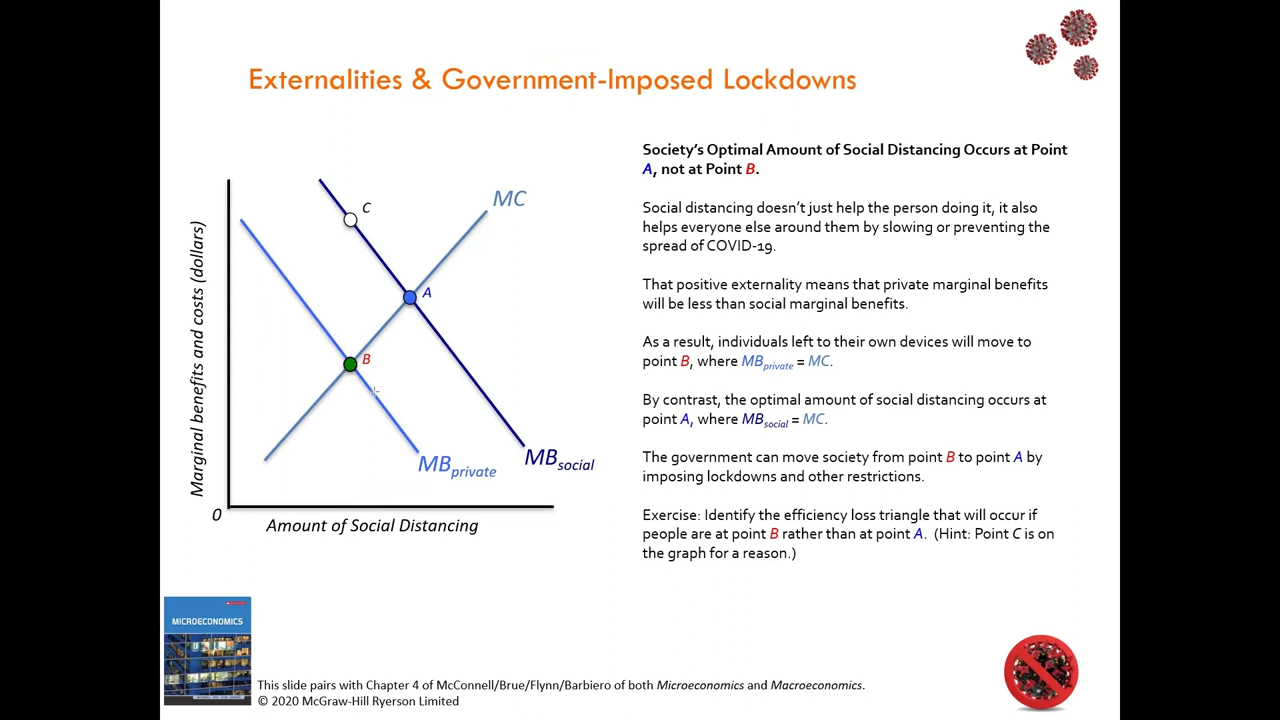 Externalities & Government-Imposed Lockdowns
Society's Optimal Amount of Social Distancing Occurs at Point
A, not at Point B.
Social distancing doesn't just help the person doing it, it also
helps everyone else around them by slowing or preventing the
spread of COVID-19.
That positive externality means that private marginal benefits
will be less than social marginal benefits.
As a result, individuals left to their own devices will move to
point B, where MBprivate = MC.
By contrast, the optimal amount of social distancing occurs at
point A, where MBsocial = MC.
The government can move society from point B to point A by
imposing lockdowns and other restrictions.
Exercise: Identify the efficiency loss triangle that will occur if
people are at point B rather than at point A. (Hint: Point C is on
the graph for a reason.)
Marginal benefits and costs (dollars)
C
MC
A
B
MBprivate
MBsocial
0
Amount of Social Distancing
MICROECONOMICS
This slide pairs with Chapter 4 of McConnell/Brue/Flynn/Barbiero of both Microeconomics and Macroeconomics.
© 2020 McGraw-Hill Ryerson Limited